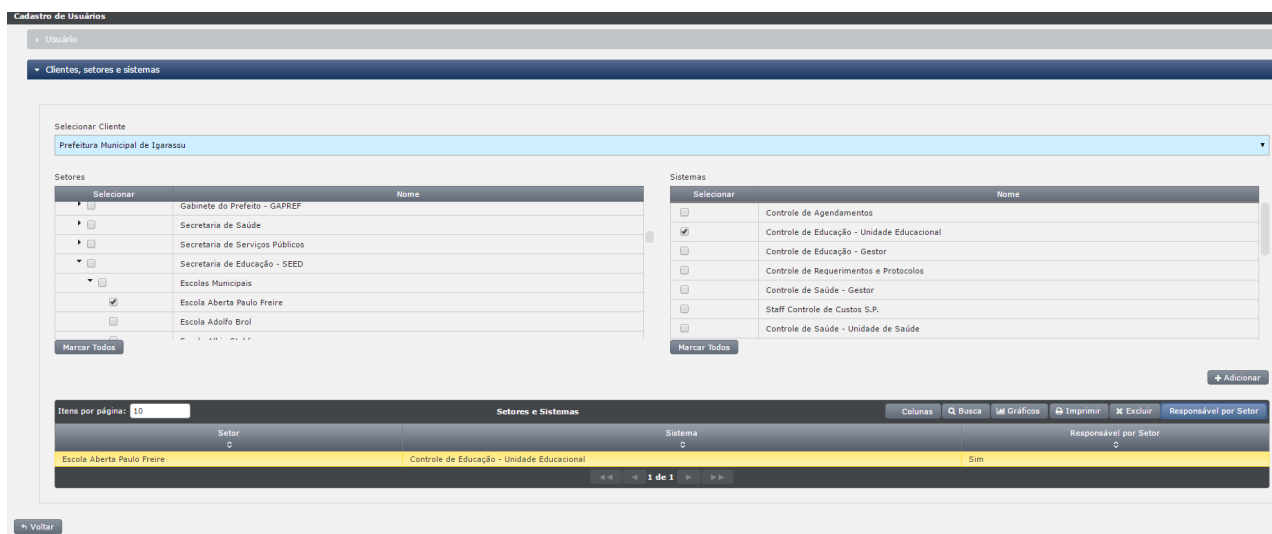 Cadastro de Usuários
Usuário
Clientes, setores e sistemas
Selecionar Cliente
Prefeitura Municipal de Igarassu
Setores
Selecionar Nome
Gabinete do Prefeito - GAPREF
Secretaria de Saúde
Secretaria de Serviços Públicos
Secretaria de Educação - SEED
Escolas Municipais
Escola Aberta Paulo Freire
Escola Adolfo Brol
Marcar Todos
Sistemas
Selecionar Nome
Controle de Agendamentos
Controle de Educação - Unidade Educacional
Controle de Educação - Gestor
Controle de Requerimentos e Protocolos
Controle de Saúde - Gestor
Staff Controle de Custos S.P.
Controle de Saúde - Unidade de Saúde
Marcar Todos
Adicionar
Itens por página: 10 Setores e Sistemas Colunas Busca Gráficos Imprimir Excluir Responsável por Setor
Setor Sistema Responsável por Setor
Escola Aberta Paulo Freire Controle de Educação - Unidade Educacional Sim
1 de 1
Voltar